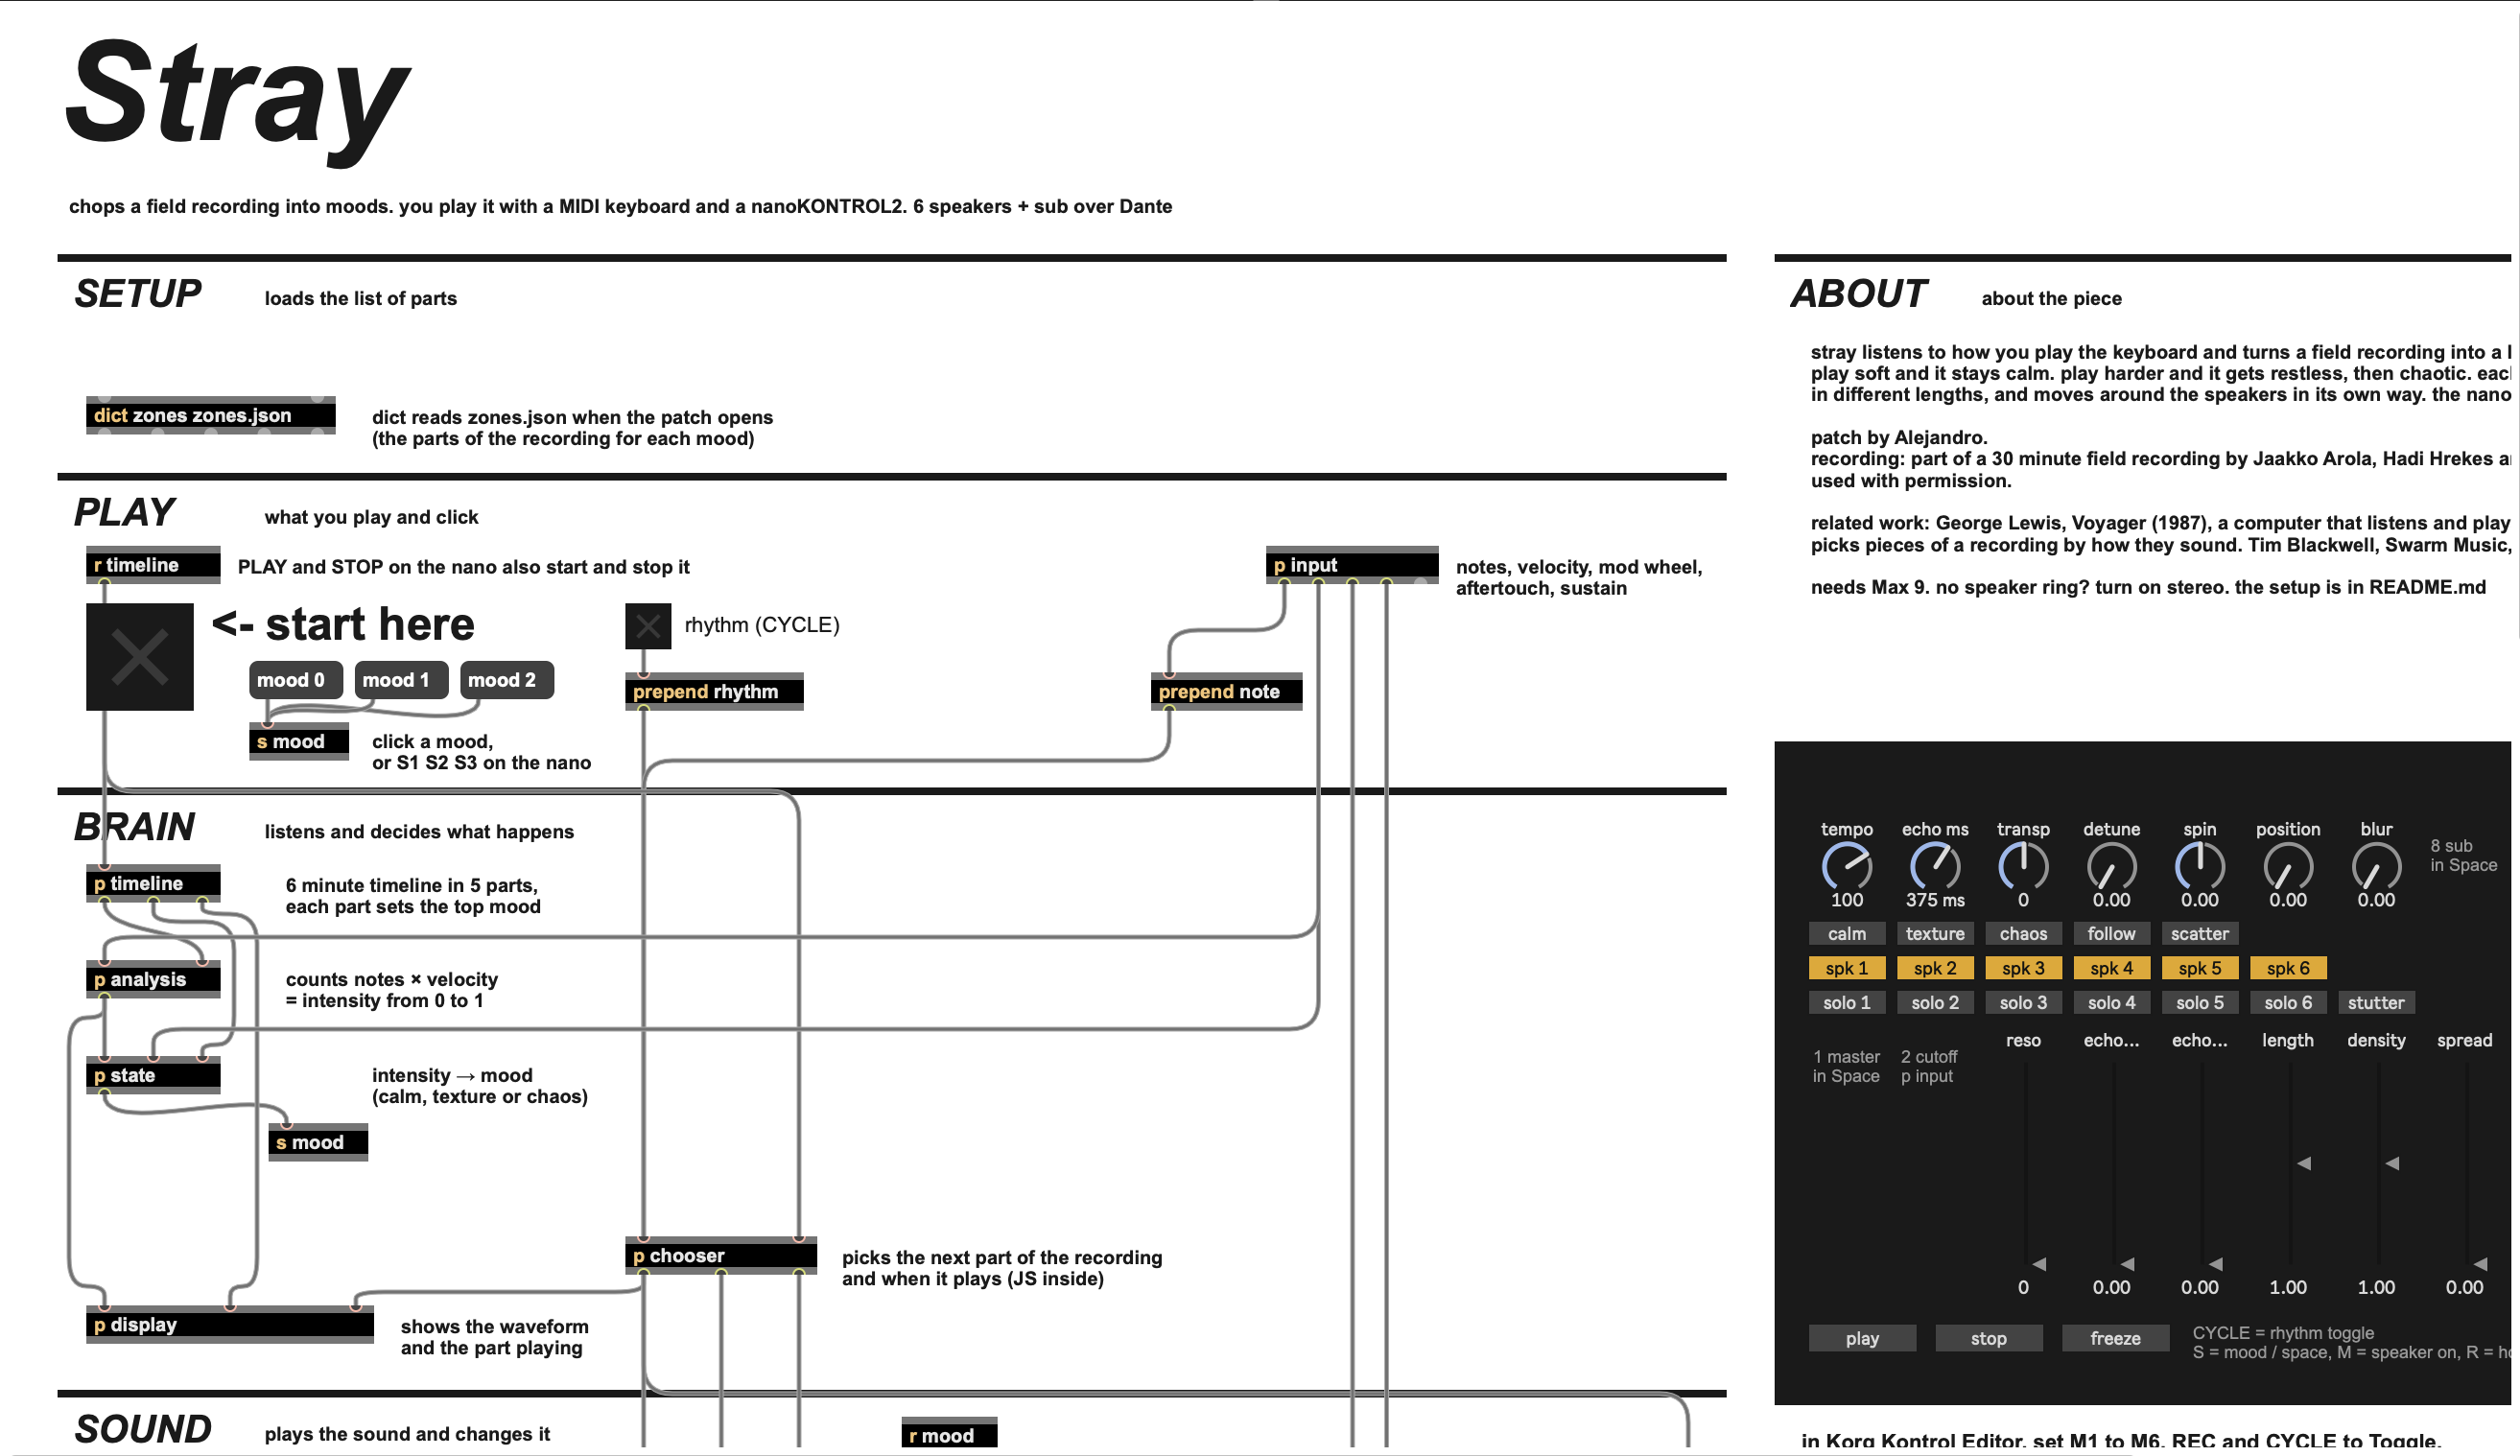 Stray
chops a field recording into moods. you play it with a MIDI keyboard and a nanoKONTROL2. 6 speakers + sub over Dante
SETUP
loads the list of parts
dict zones zones.json
dict reads zones.json when the patch opens
(the parts of the recording for each mood)
PLAY
what you play and click
r timeline
PLAY and STOP on the nano also start and stop it
<- start here
mood 0
mood 1
mood 2
s mood
click a mood,
or S1 S2 S3 on the nano
rhythm (CYCLE)
prepend rhythm
p input
notes, velocity, mod wheel,
aftertouch, sustain
prepend note
BRAIN
listens and decides what happens
p timeline
6 minute timeline in 5 parts,
each part sets the top mood
p analysis
counts notes × velocity
= intensity from 0 to 1
p state
intensity → mood
(calm, texture or chaos)
s mood
p chooser
picks the next part of the recording
and when it plays (JS inside)
p display
shows the waveform
and the part playing
SOUND
plays the sound and changes it
r mood
ABOUT
about the piece
stray listens to how you play the keyboard and turns a field recording into a
play soft and it stays calm. play harder and it gets restless, then chaotic.
in different lengths, and moves around the speakers in its own way. the nano
patch by Alejandro.
recording: part of a 30 minute field recording by Jaakko Arola, Hadi Hrekes
used with permission.
related work: George Lewis, Voyager (1987), a computer that listens and play
picks pieces of a recording by how they sound. Tim Blackwell, Swarm Music,
needs Max 9. no speaker ring? turn on stereo. the setup is in README.md
tempo echo ms transp detune spin position blur
8 sub
in Space
100 375 ms 0 0.00 0.00 0.00 0.00
calm texture chaos follow scatter
spk 1 spk 2 spk 3 spk 4 spk 5 spk 6
solo 1 solo 2 solo 3 solo 4 solo 5 solo 6 stutter
1 master
in Space
2 cutoff
p input
reso echo... echo... length density spread
0 0.00 0.00 1.00 1.00 0.00
play stop freeze
CYCLE = rhythm toggle
S = mood / space, M = speaker on, R =
in Korg Kontrol Editor, set M1 to M6, REC and CYCLE to Toggle.